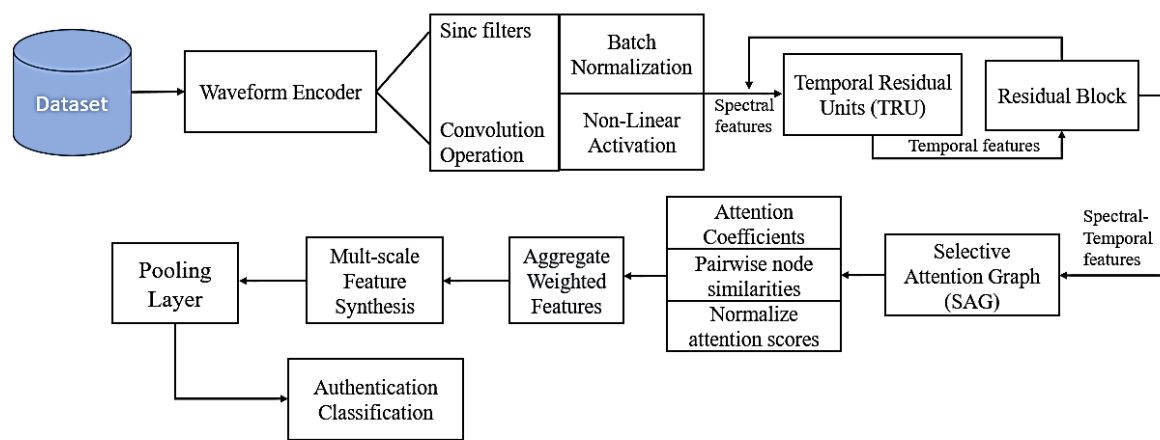 Dataset
Waveform Encoder
Sinc filters
Convolution
Operation
Batch
Normalization
Non-Linear
Activation
Spectral
features
Temporal Residual
Units (TRU)
Temporal features
Residual Block
Spectral-
Temporal
features
Selective
Attention Graph
(SAG)
Attention
Coefficients
Pairwise node
similarities
Normalize
attention scores
Aggregate
Weighted
Features
Mult-scale
Feature
Synthesis
Pooling
Layer
Authentication
Classification